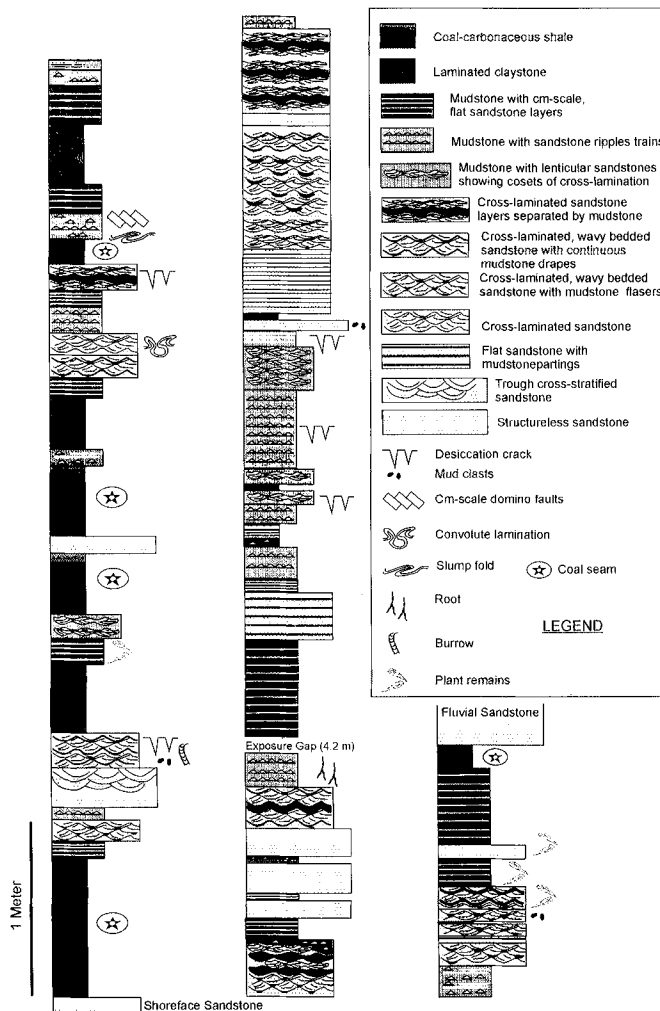 Coal-carbonaceous shale
Laminated claystone
Mudstone with cm-scale,
flat sandstone layers
Mudstone with sandstone ripples trains
Mudstone with lenticular sandstones
showing cosets of cross-lamination
Cross-laminated sandstone
layers separated by mudstone
Cross-laminated, wavy bedded
sandstone with continuous
mudstone drapes
Cross-laminated, wavy bedded
sandstone with mudstone flasers
Cross-laminated sandstone
Flat sandstone with
mudstonepartings
Trough cross-stratified
sandstone
Structureless sandstone
Desiccation crack
Mud clasts
Cm-scale domino faults
Convolute lamination
Slump fold
Coal seam
Root
LEGEND
Burrow
Plant remains
Fluvial Sandstone
Exposure Gap (4.2 m)
1 Meter
Shoreface Sandstone